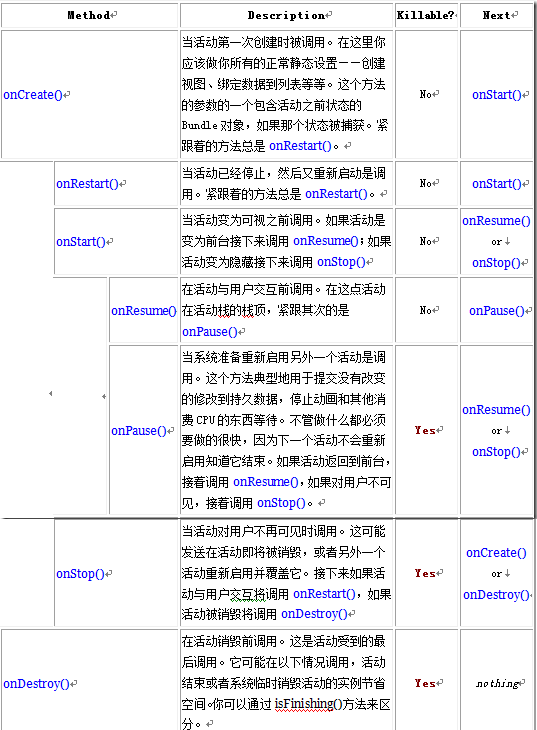 Method Description Killable? Next
onCreate()
当活动第一次创建时被调用。在这里你
应该做你所有的正常静态设置－－创建
视图、绑定数据到列表等等。这个方法
的参数的一个包含活动之前状态的
Bundle 对象，如果那个状态被捕获。紧
跟着的方法总是 onRestart()。
No
onStart()
onRestart()
当活动已经停止，然后又重新启动是调
用。紧跟着的方法总是 onRestart()。
No
onStart()
onStart()
当活动变为可视之前调用。如果活动是
变为前台接下来调用 onResume()；如果
活动变为隐藏接下来调用 onStop()
No
onResume()
or
onStop()
onResume()
在活动与用户交互前调用。在这点活动
在活动栈的栈顶，紧跟其次的是
onPause()
No
onPause()
onPause()
当系统准备重新启用另外一个活动是调
用。这个方法典型地用于提交没有改变
的修改到持久数据，停止动画和其他消
费 CPU 的东西等待。不管做什么都必须
要做的很快，因为下一个活动不会重新
启用知道它结束。如果活动返回到前台，
接着调用 onResume()，如果对用户不可
见，接着调用 onStop()。
Yes
onResume()
or
onStop()
onStop()
当活动对用户不再可见时调用。这可能
发送在活动即将被销毁，或者另外一个
活动重新启用并覆盖它。接下来如果活
动与用户交互将调用 onRestart()，如果
活动被销毁将调用 onDestroy()
Yes
onCreate()
or
onDestroy()
onDestroy()
在活动销毁前调用。这是活动受到的最
后调用。它可能在以下情况调用，活动
结束或者系统临时销毁活动的实例节省
空间。你可以通过 isFinishing()方法来区
分。
Yes
nothing